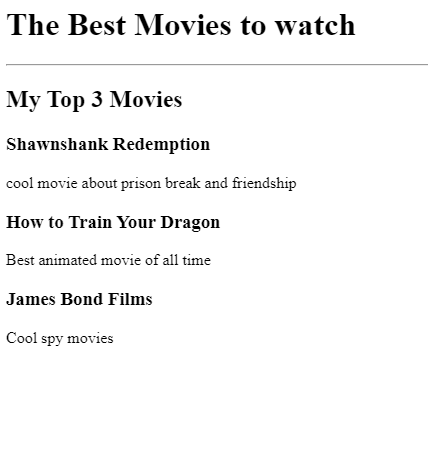 The Best Movies to watch
My Top 3 Movies
Shawnshank Redemption
cool movie about prison break and friendship
How to Train Your Dragon
Best animated movie of all time
James Bond Films
Cool spy movies